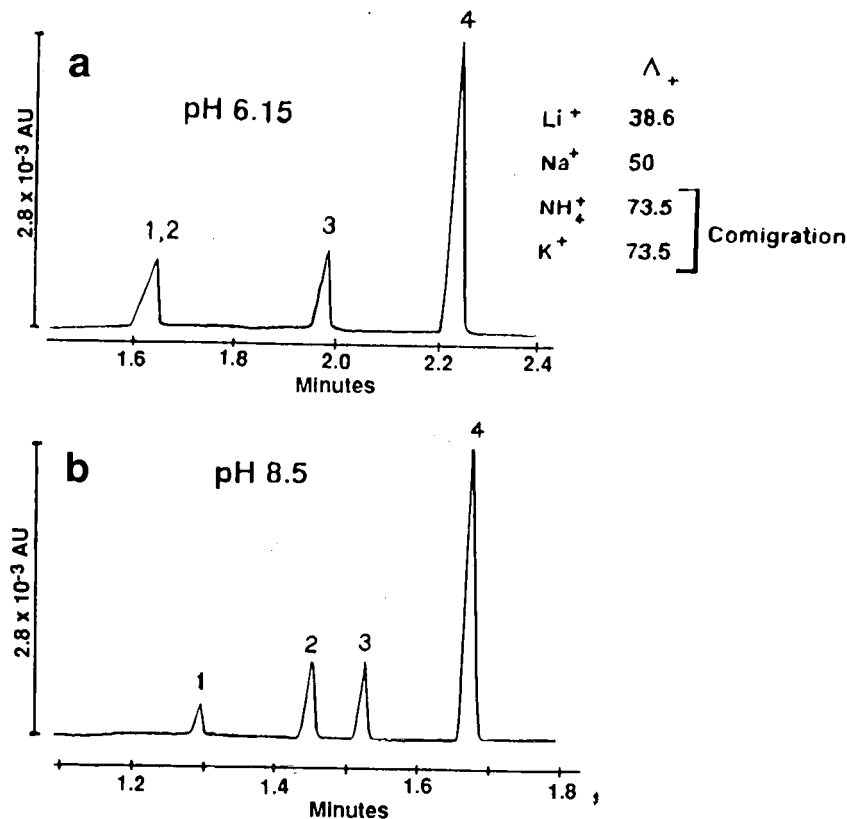 a
pH 6.15
2.8 x 10-3 AU
1,2
3
4
Λ+
Li+ 38.6
Na+ 50
NH4+ 73.5
K+ 73.5
Comigration
1.6 1.8 2.0 2.2 2.4
Minutes
b
pH 8.5
2.8 x 10-3 AU
1
2
3
4
1.2 1.4 1.6 1.8
Minutes